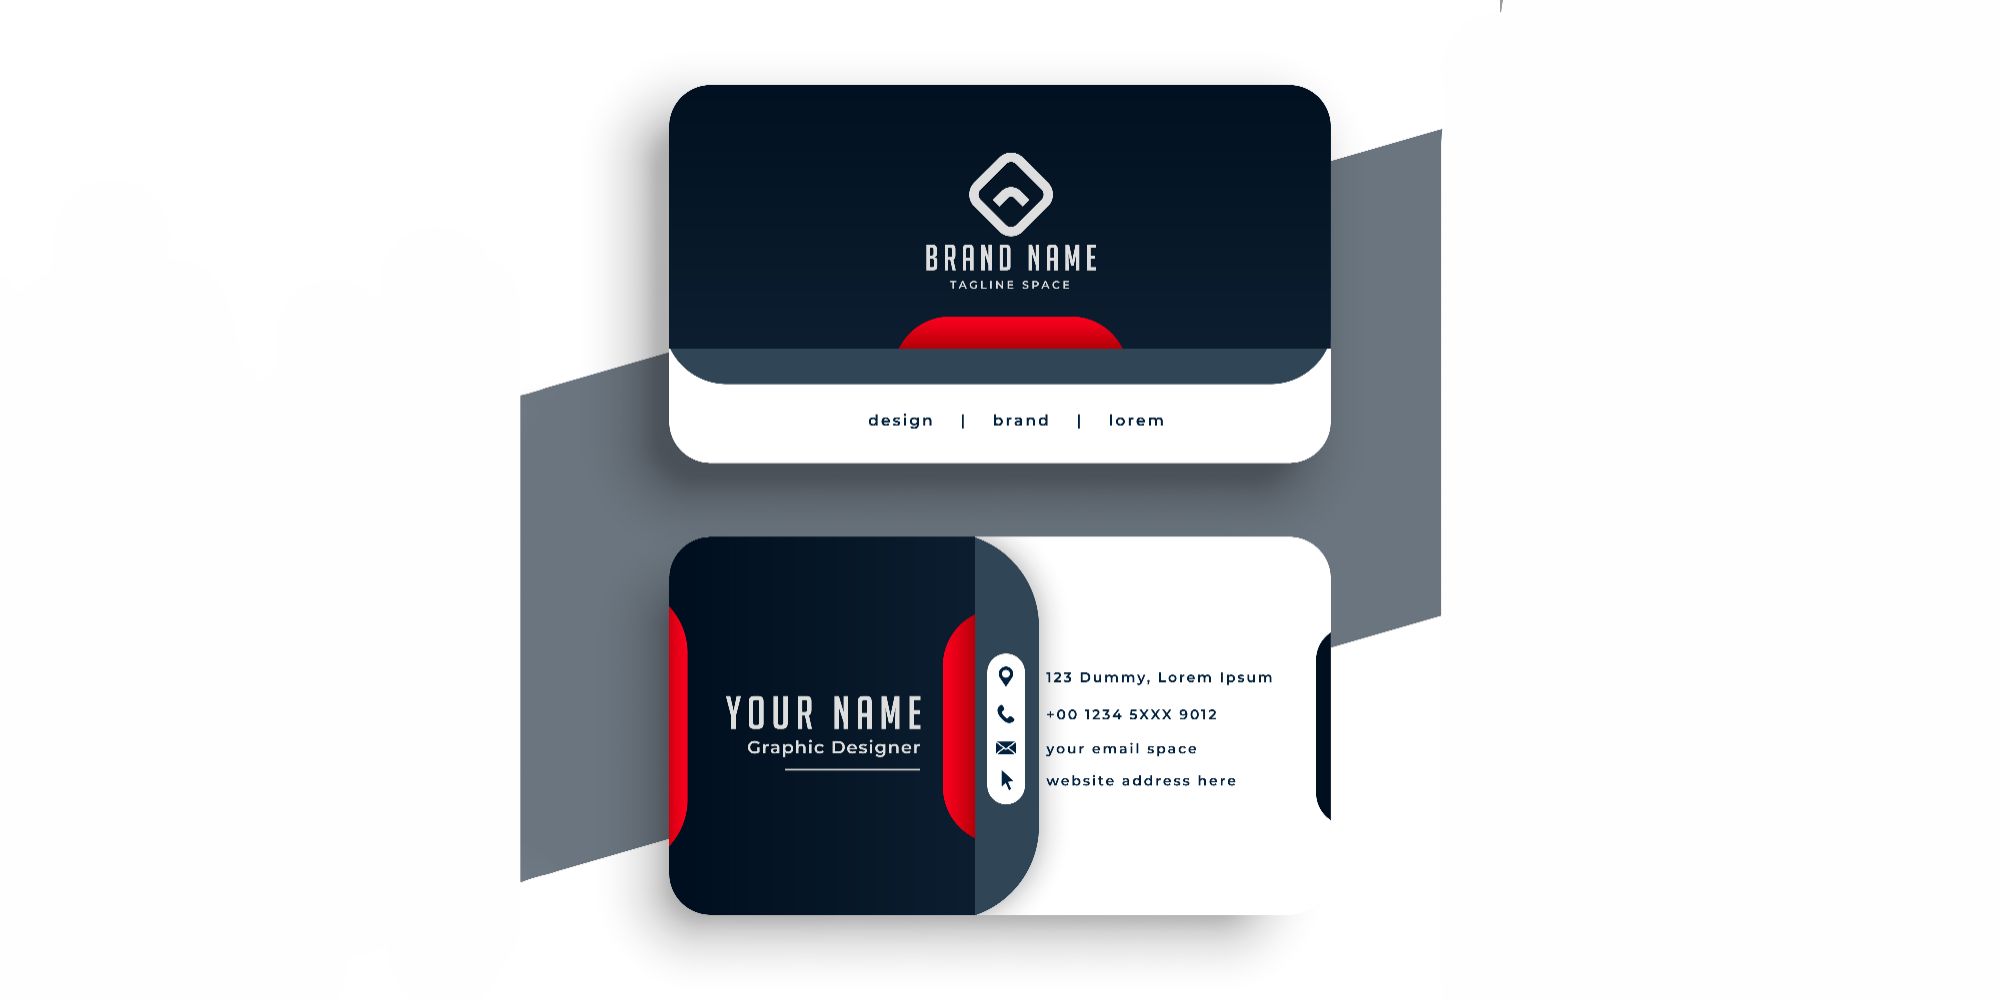 BRAND NAME
TAGLINE SPACE
design | brand | lorem
YOUR NAME
Graphic Designer
123 Dummy, Lorem Ipsum
+00 1234 5XXX 9012
your email space
website address here